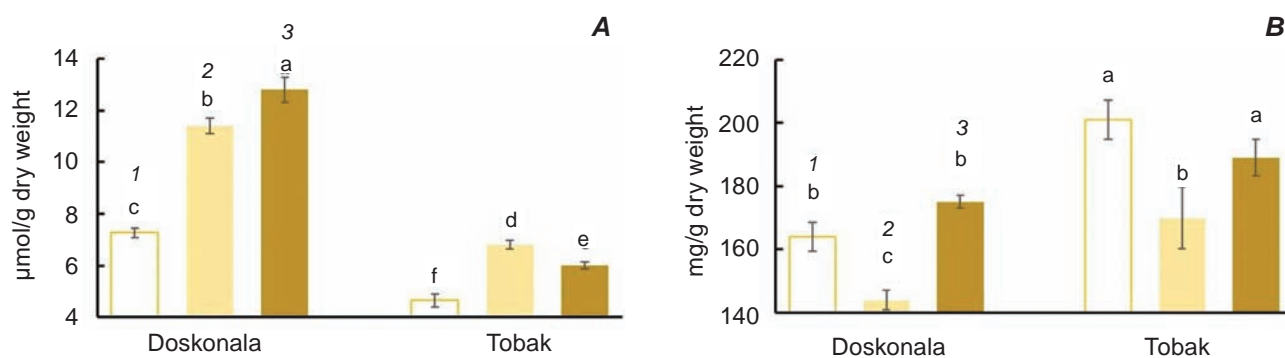 A
μmol/g dry weight
14
12
10
8
6
4
1
c
2
b
3
a
f
d
e
Doskonala
Tobak
B
mg/g dry weight
220
200
180
160
140
1
b
2
c
3
b
a
b
a
Doskonala
Tobak